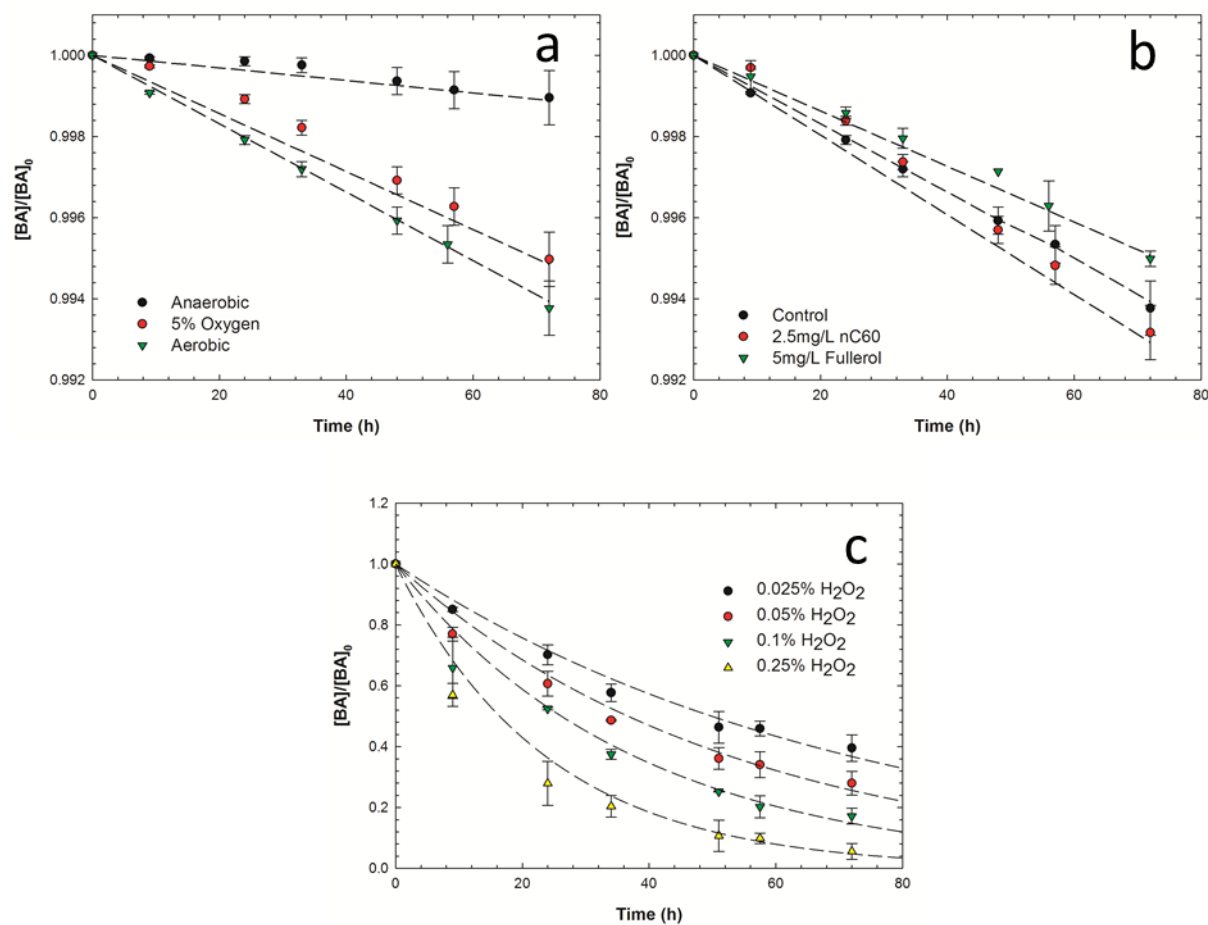 a
1.000
0.998
0.996
0.994
0.992
[BA]/[BA]₀
Anaerobic
5% Oxygen
Aerobic
0 20 40 60 80
Time (h)
b
1.000
0.998
0.996
0.994
0.992
[BA]/[BA]₀
Control
2.5mg/L nC60
5mg/L Fullerol
0 20 40 60 80
Time (h)
c
1.2
1.0
0.8
0.6
0.4
0.2
0.0
[BA]/[BA]₀
0.025% H₂O₂
0.05% H₂O₂
0.1% H₂O₂
0.25% H₂O₂
0 20 40 60 80
Time (h)